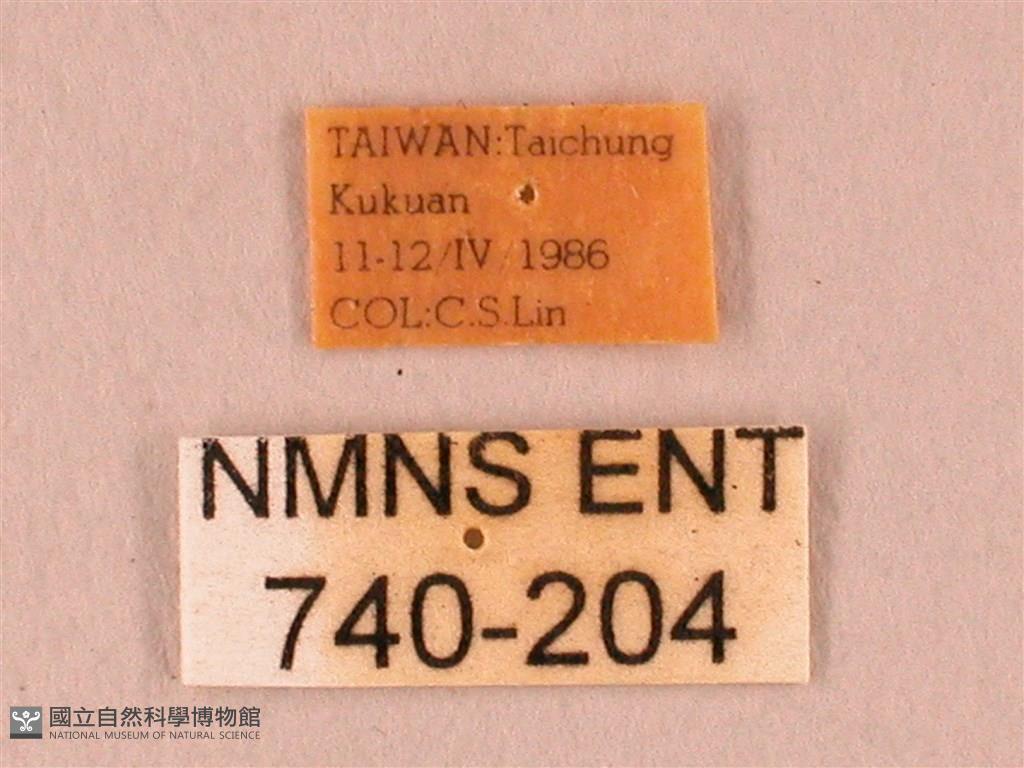 TAIWAN:Taichung
Kukuan
11-12/IV/1986
COL:C.S.Lin
NMNS ENT
740-204
國立自然科學博物館
NATIONAL MUSEUM OF NATURAL SCIENCE